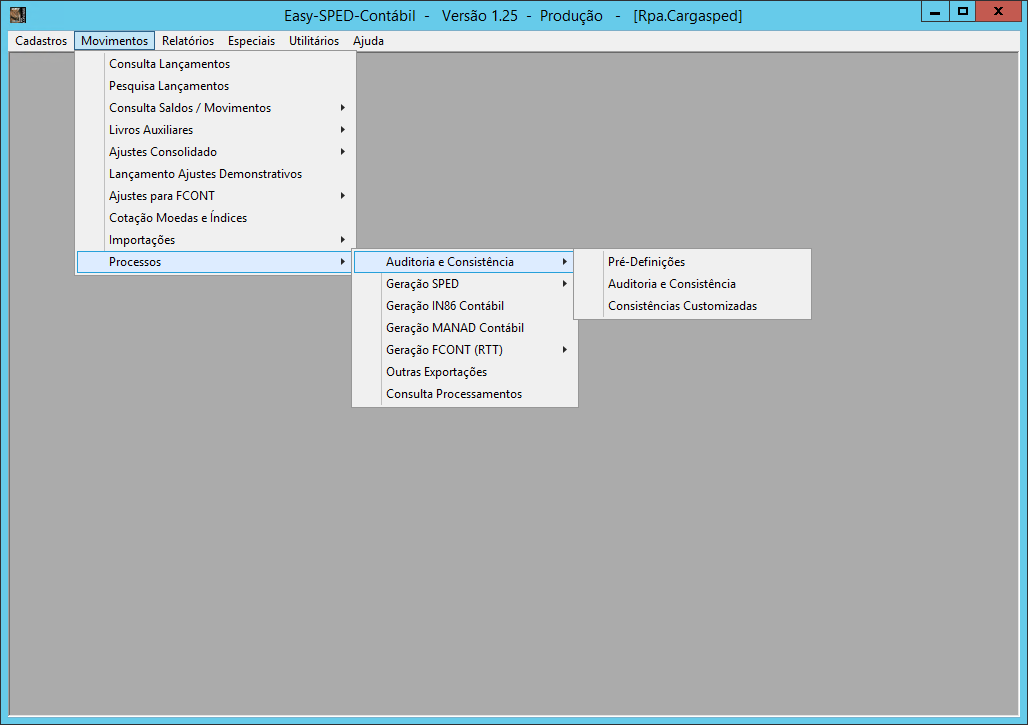 Easy-SPED-Contábil - Versão 1.25 - Produção - [Rpa.Cargasped]
Cadastros Movimentos Relatórios Especiais Utilitários Ajuda
Consulta Lançamentos
Pesquisa Lançamentos
Consulta Saldos / Movimentos
Livros Auxiliares
Ajustes Consolidado
Lançamento Ajustes Demonstrativos
Ajustes para FCONT
Cotação Moedas e Índices
Importações
Processos
Auditoria e Consistência
Geração SPED
Geração IN86 Contábil
Geração MANAD Contábil
Geração FCONT (RTT)
Outras Exportações
Consulta Processamentos
Pré-Definições
Auditoria e Consistência
Consistências Customizadas